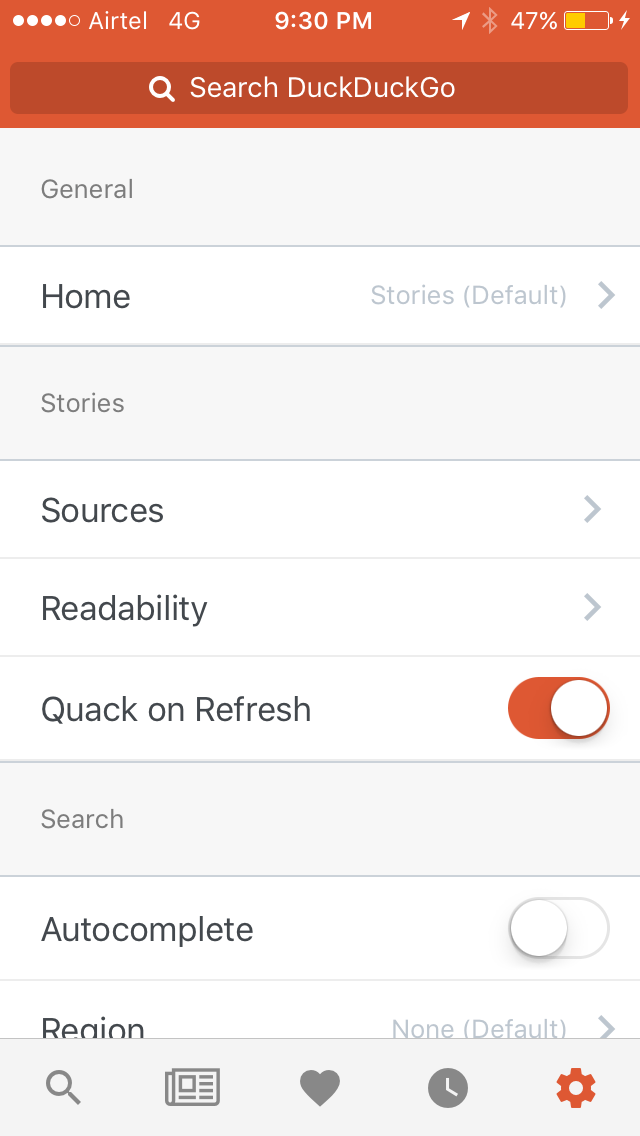 Airtel 4G 9:30 PM 47%
Search DuckDuckGo
General
Home Stories (Default)
Stories
Sources
Readability
Quack on Refresh
Search
Autocomplete
Region None (Default)